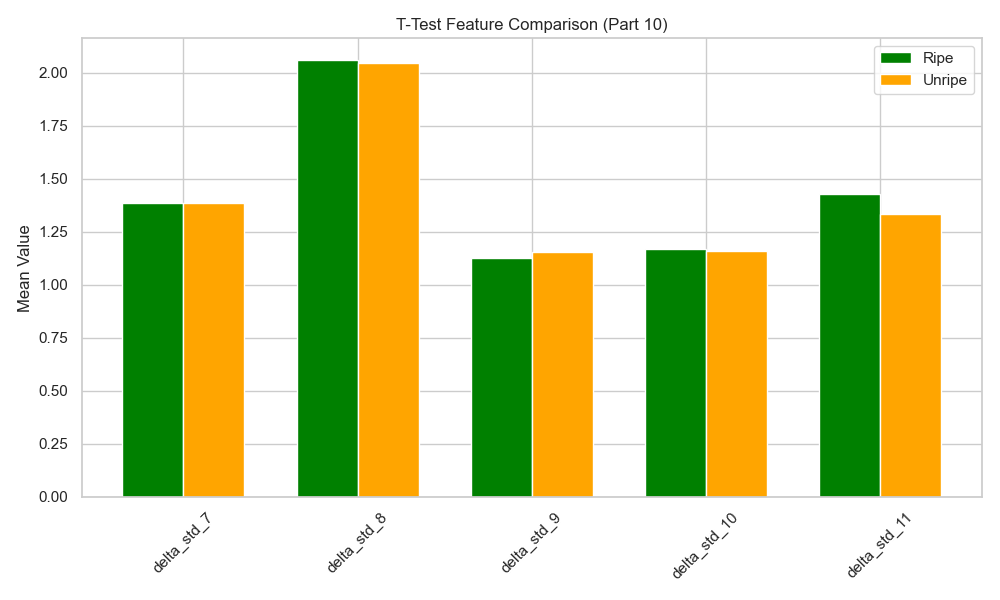 T-Test Feature Comparison (Part 10)
Ripe
Unripe
Mean Value
2.00
1.75
1.50
1.25
1.00
0.75
0.50
0.25
0.00
delta_std_7
delta_std_8
delta_std_9
delta_std_10
delta_std_11